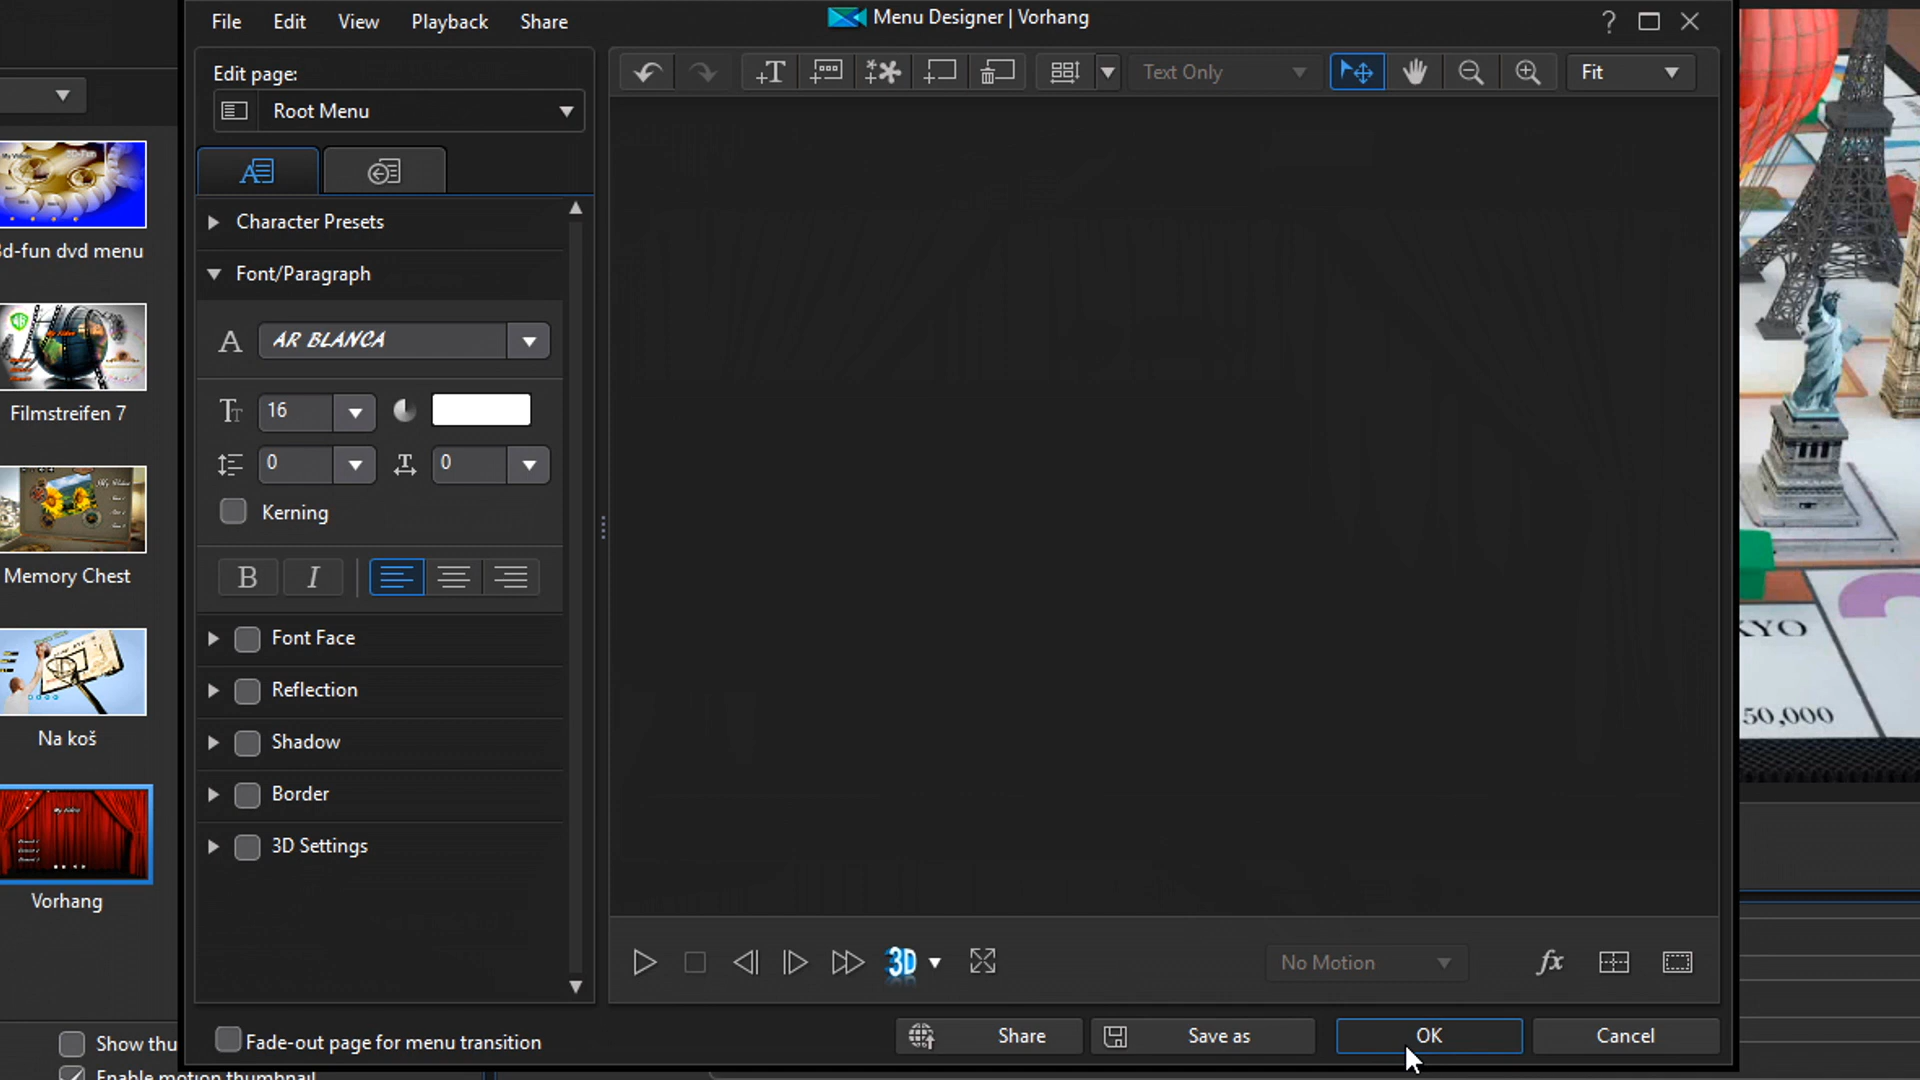 File Edit View Playback Share
Menu Designer | Vorhang
?
Edit page:
Root Menu
Text Only
Fit
Character Presets
Font/Paragraph
AR BLANCA
16
0
0
Kerning
B I
Font Face
Reflection
Shadow
Border
3D Settings
3D
No Motion
fx
Fade-out page for menu transition
Share
Save as
OK
Cancel
3d-fun dvd menu
Filmstreifen 7
Memory Chest
Na koš
Vorhang
Show thu
Enable motion thumbnail
KYO
50,000